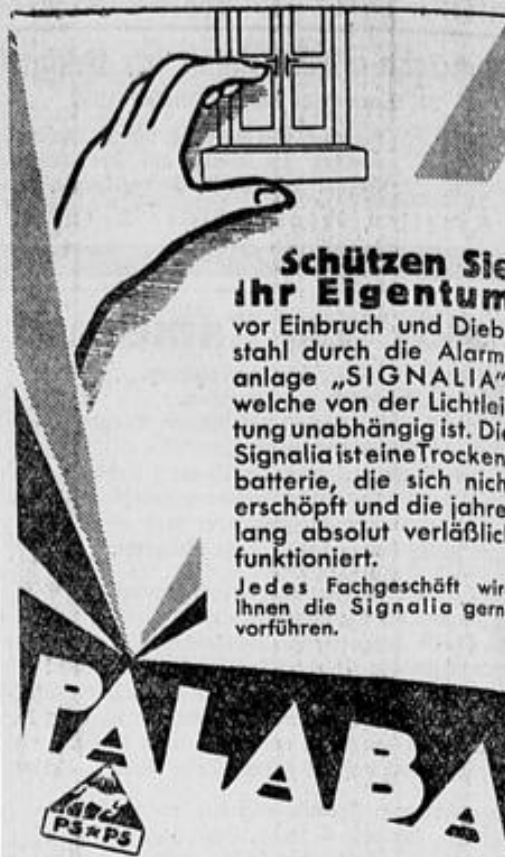 Schützen Sie
Ihr Eigentum
vor Einbruch und Dieb-
stahl durch die Alarm-
anlage „SIGNALIA“,
welche von der Lichtlei-
tung unabhängig ist. Die
Signalia ist eine Trocken-
batterie, die sich nich
erschöpft und die jahre-
lang absolut verläßlich
funktioniert.
Jedes Fachgeschäft wir
Ihnen die Signalia gern
vorführen.
PALABA
PS★PS